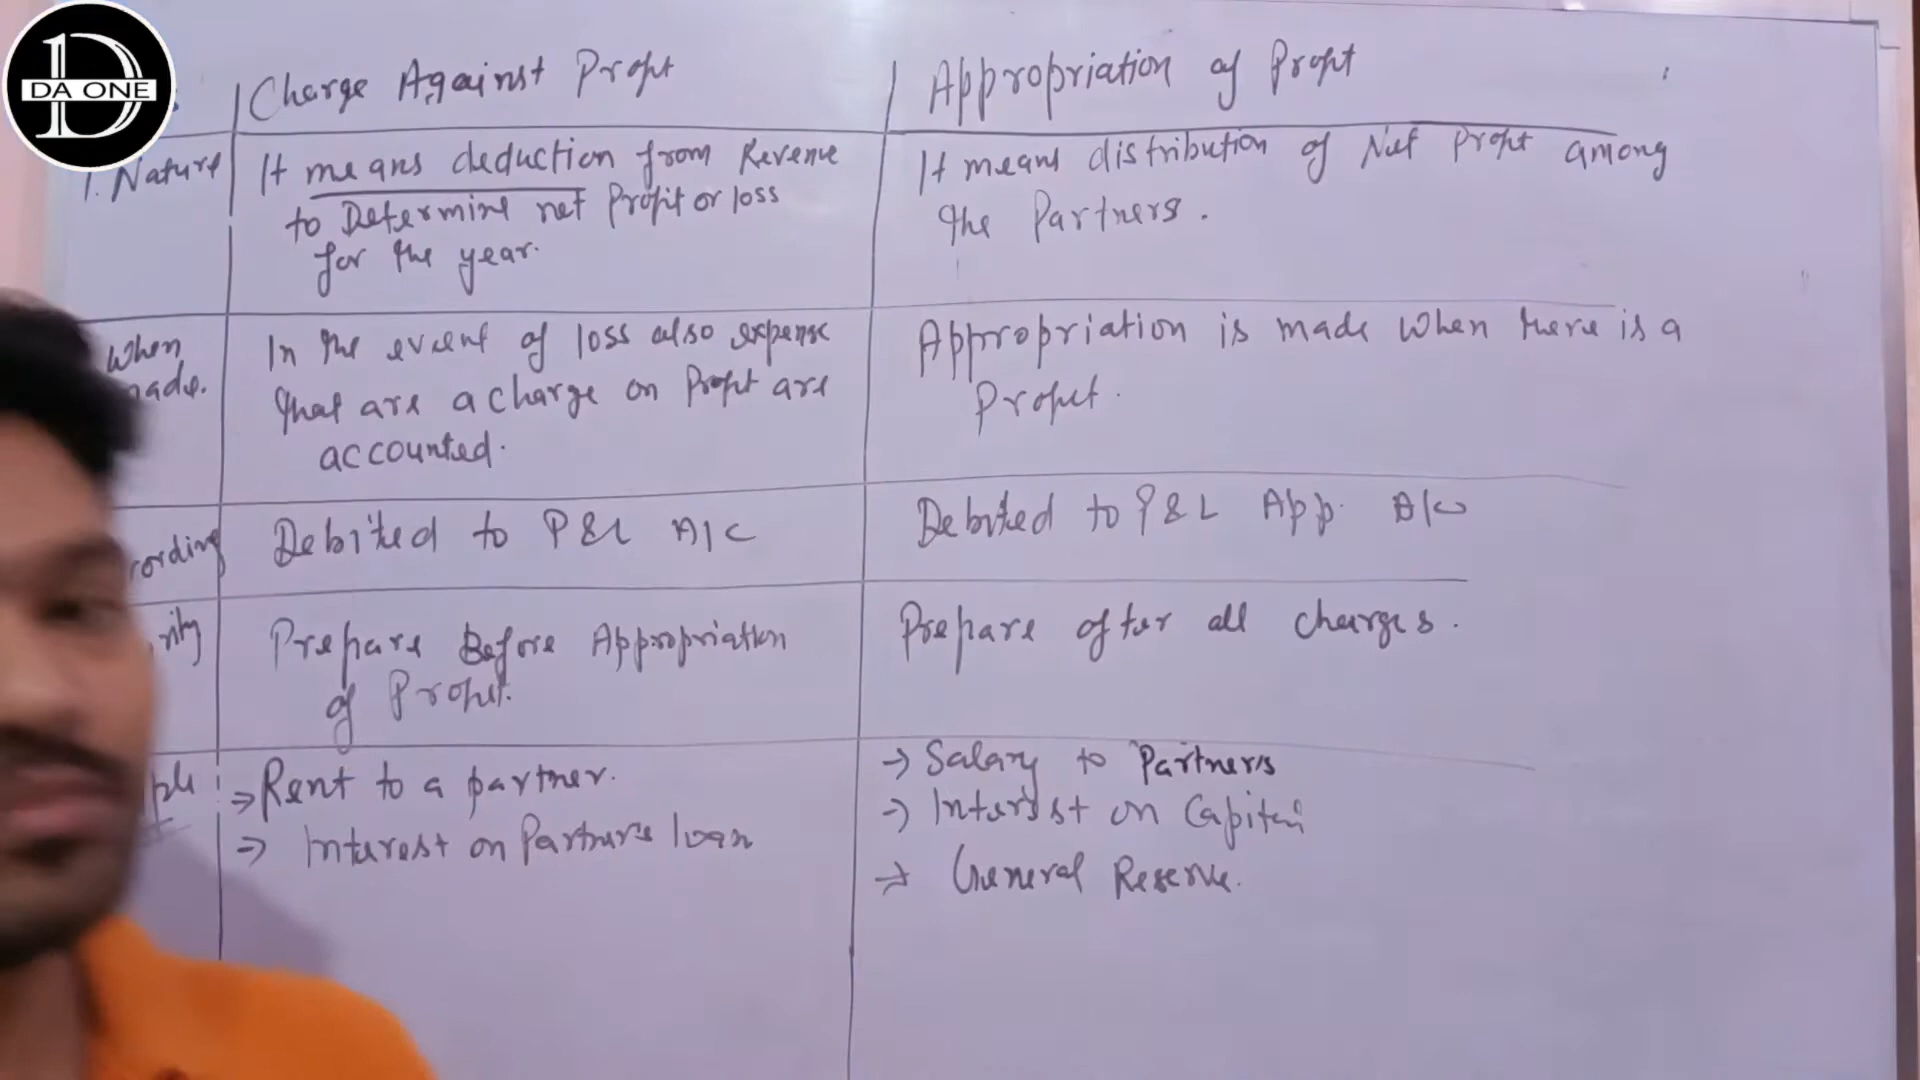 DA ONE
Charge Against Profit
Appropriation of Profit
1. Nature
It means deduction from Revenue
to Determine net Profit or loss
for the year.
It means distribution of Net Profit among
the Partners.
When
made.
In the event of loss also expense
that are a charge on Profit are
accounted.
Appropriation is made when there is a
Profit.
cording
Debited to P&L A/C
Debited to P&L App. A/c
rity
Prepare Before Appropriation
of Profit.
Prepare after all charges.
ple
→ Rent to a partner.
→ Interest on Partner's loan
→ Salary to Partners
→ Interest on Capital
→ General Reserve.